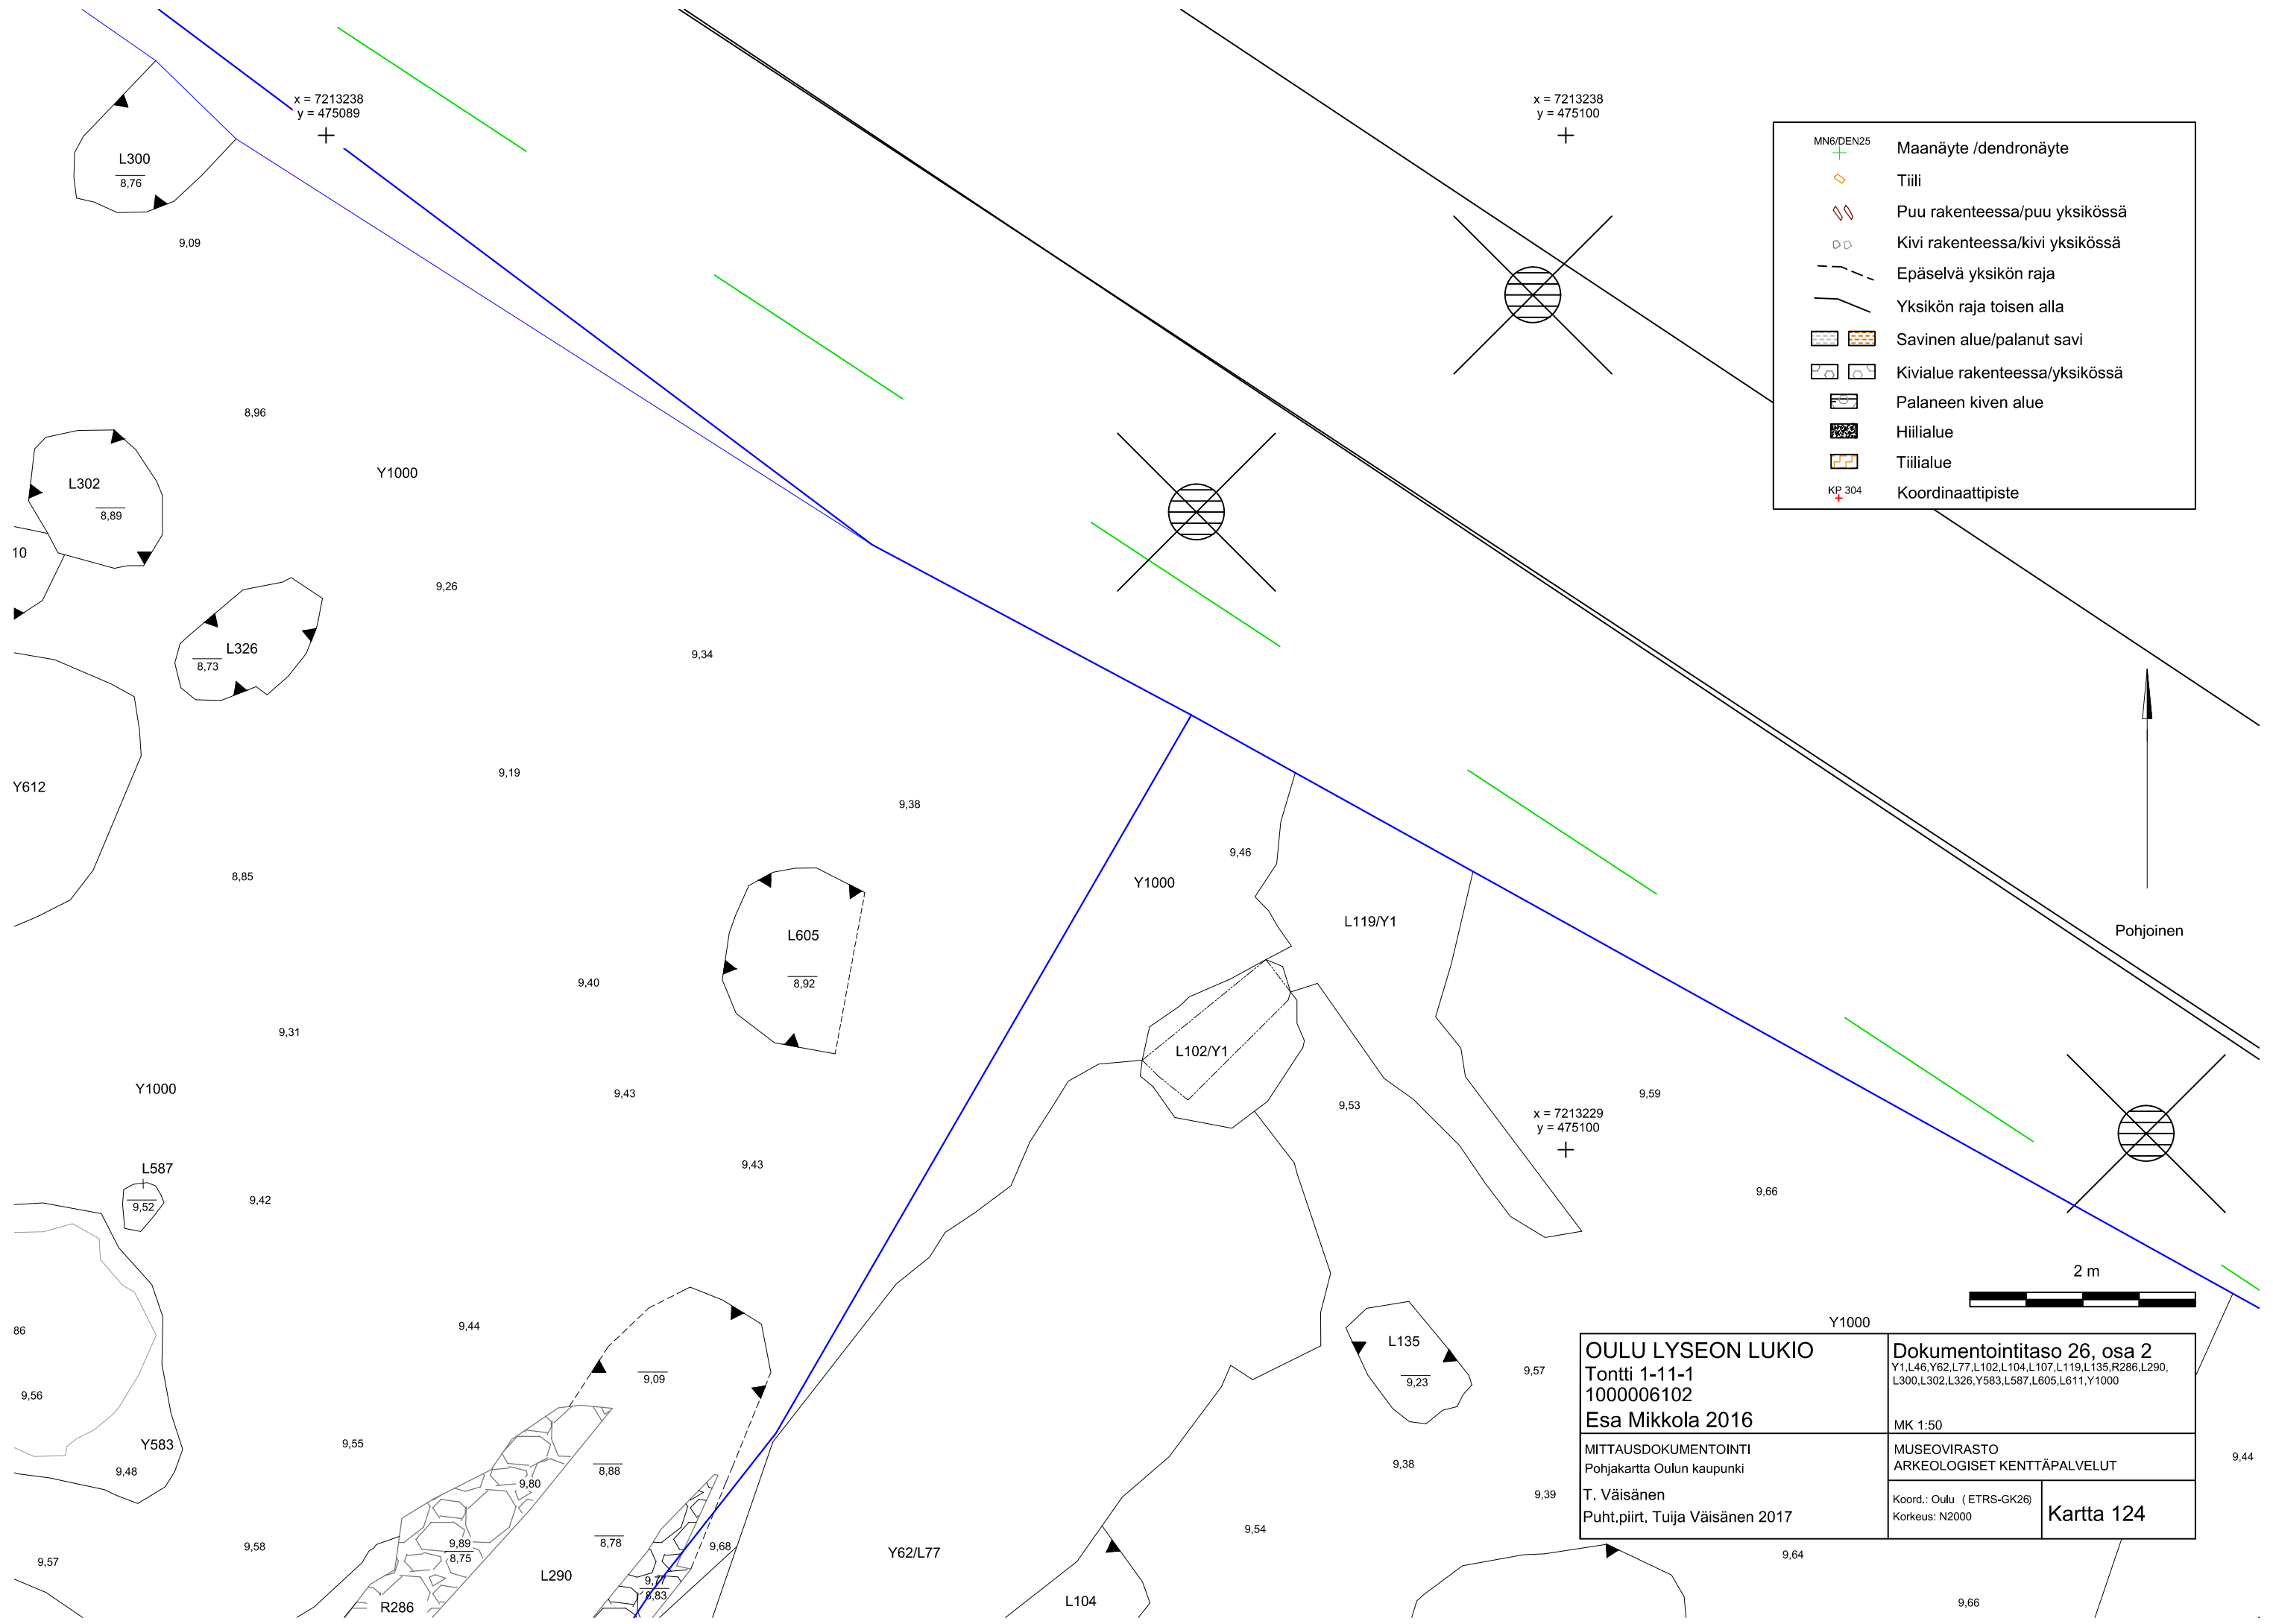 x = 7213238
y = 475089
x = 7213238
y = 475100
L300
8,76
9,09
MN6/DEN25
Maanäyte /dendronäyte
Tiili
Puu rakenteessa/puu yksikössä
Kivi rakenteessa/kivi yksikössä
Epäselvä yksikön raja
Yksikön raja toisen alla
Savinen alue/palanut savi
Kivialue rakenteessa/yksikössä
Palaneen kiven alue
Hiilialue
Tiilialue
KP 304
Koordinaattipiste
8,96
Y1000
L302
8,89
10
9,26
L326
8,73
9,34
9,19
Y612
9,38
8,85
9,46
Y1000
L119/Y1
Pohjoinen
L605
8,92
9,40
9,31
L102/Y1
Y1000
9,43
9,53
9,59
x = 7213229
y = 475100
9,43
L587
9,52
9,42
9,66
2 m
Y1000
86
9,44
9,56
9,09
L135
9,23
9,57
Y583
9,48
9,55
8,88
9,80
9,38
9,39
9,44
9,58
9,57
9,89
8,75
8,78
9,68
9,54
Y62/L77
L290
9,77
8,83
R286
L104
9,64
9,66
OULU LYSEON LUKIO
Tontti 1-11-1
1000006102
Esa Mikkola 2016
Dokumentointitaso 26, osa 2
Y1,L46,Y62,L77,L102,L104,L107,L119,L135,R286,L290,
L300,L302,L326,Y583,L587,L605,L611,Y1000
MK 1:50
MITTAUSDOKUMENTOINTI
Pohjakartta Oulun kaupunki
T. Väisänen
Puht.piirt. Tuija Väisänen 2017
MUSEOVIRASTO
ARKEOLOGISET KENTTÄPALVELUT
Koord.: Oulu ( ETRS-GK26)
Korkeus: N2000
Kartta 124